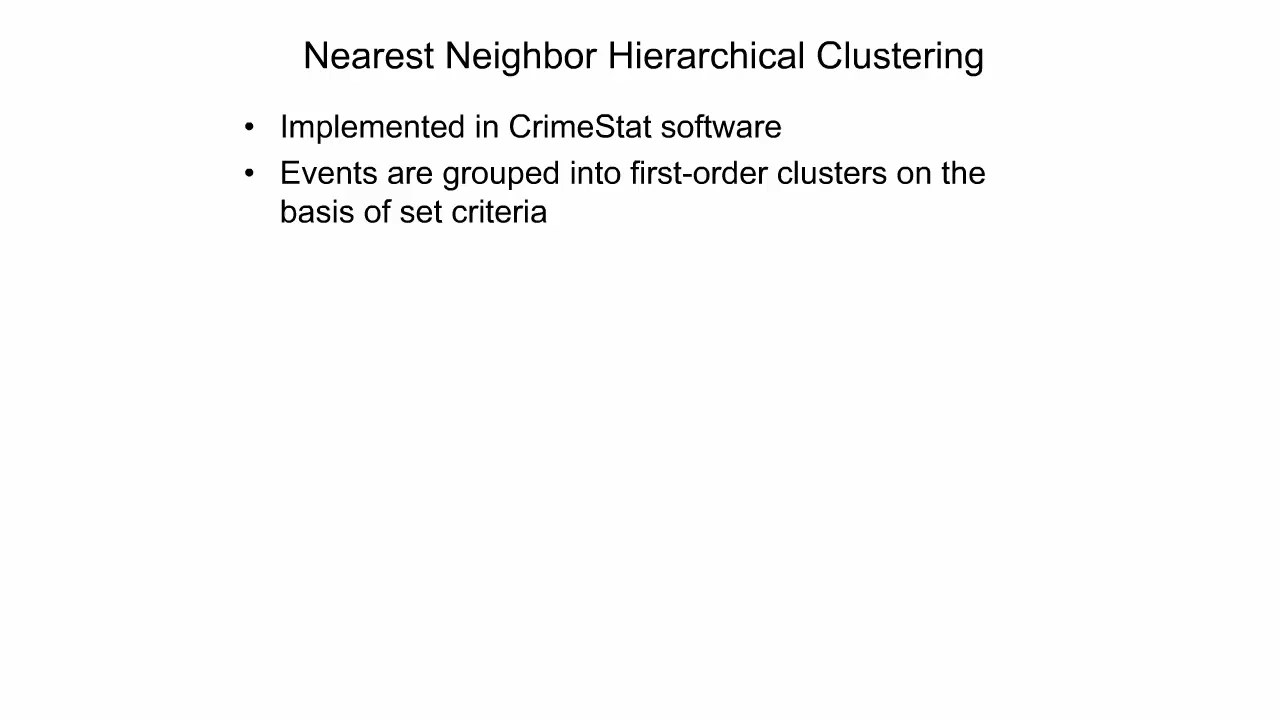 Nearest Neighbor Hierarchical Clustering
• Implemented in CrimeStat software
• Events are grouped into first-order clusters on the
basis of set criteria